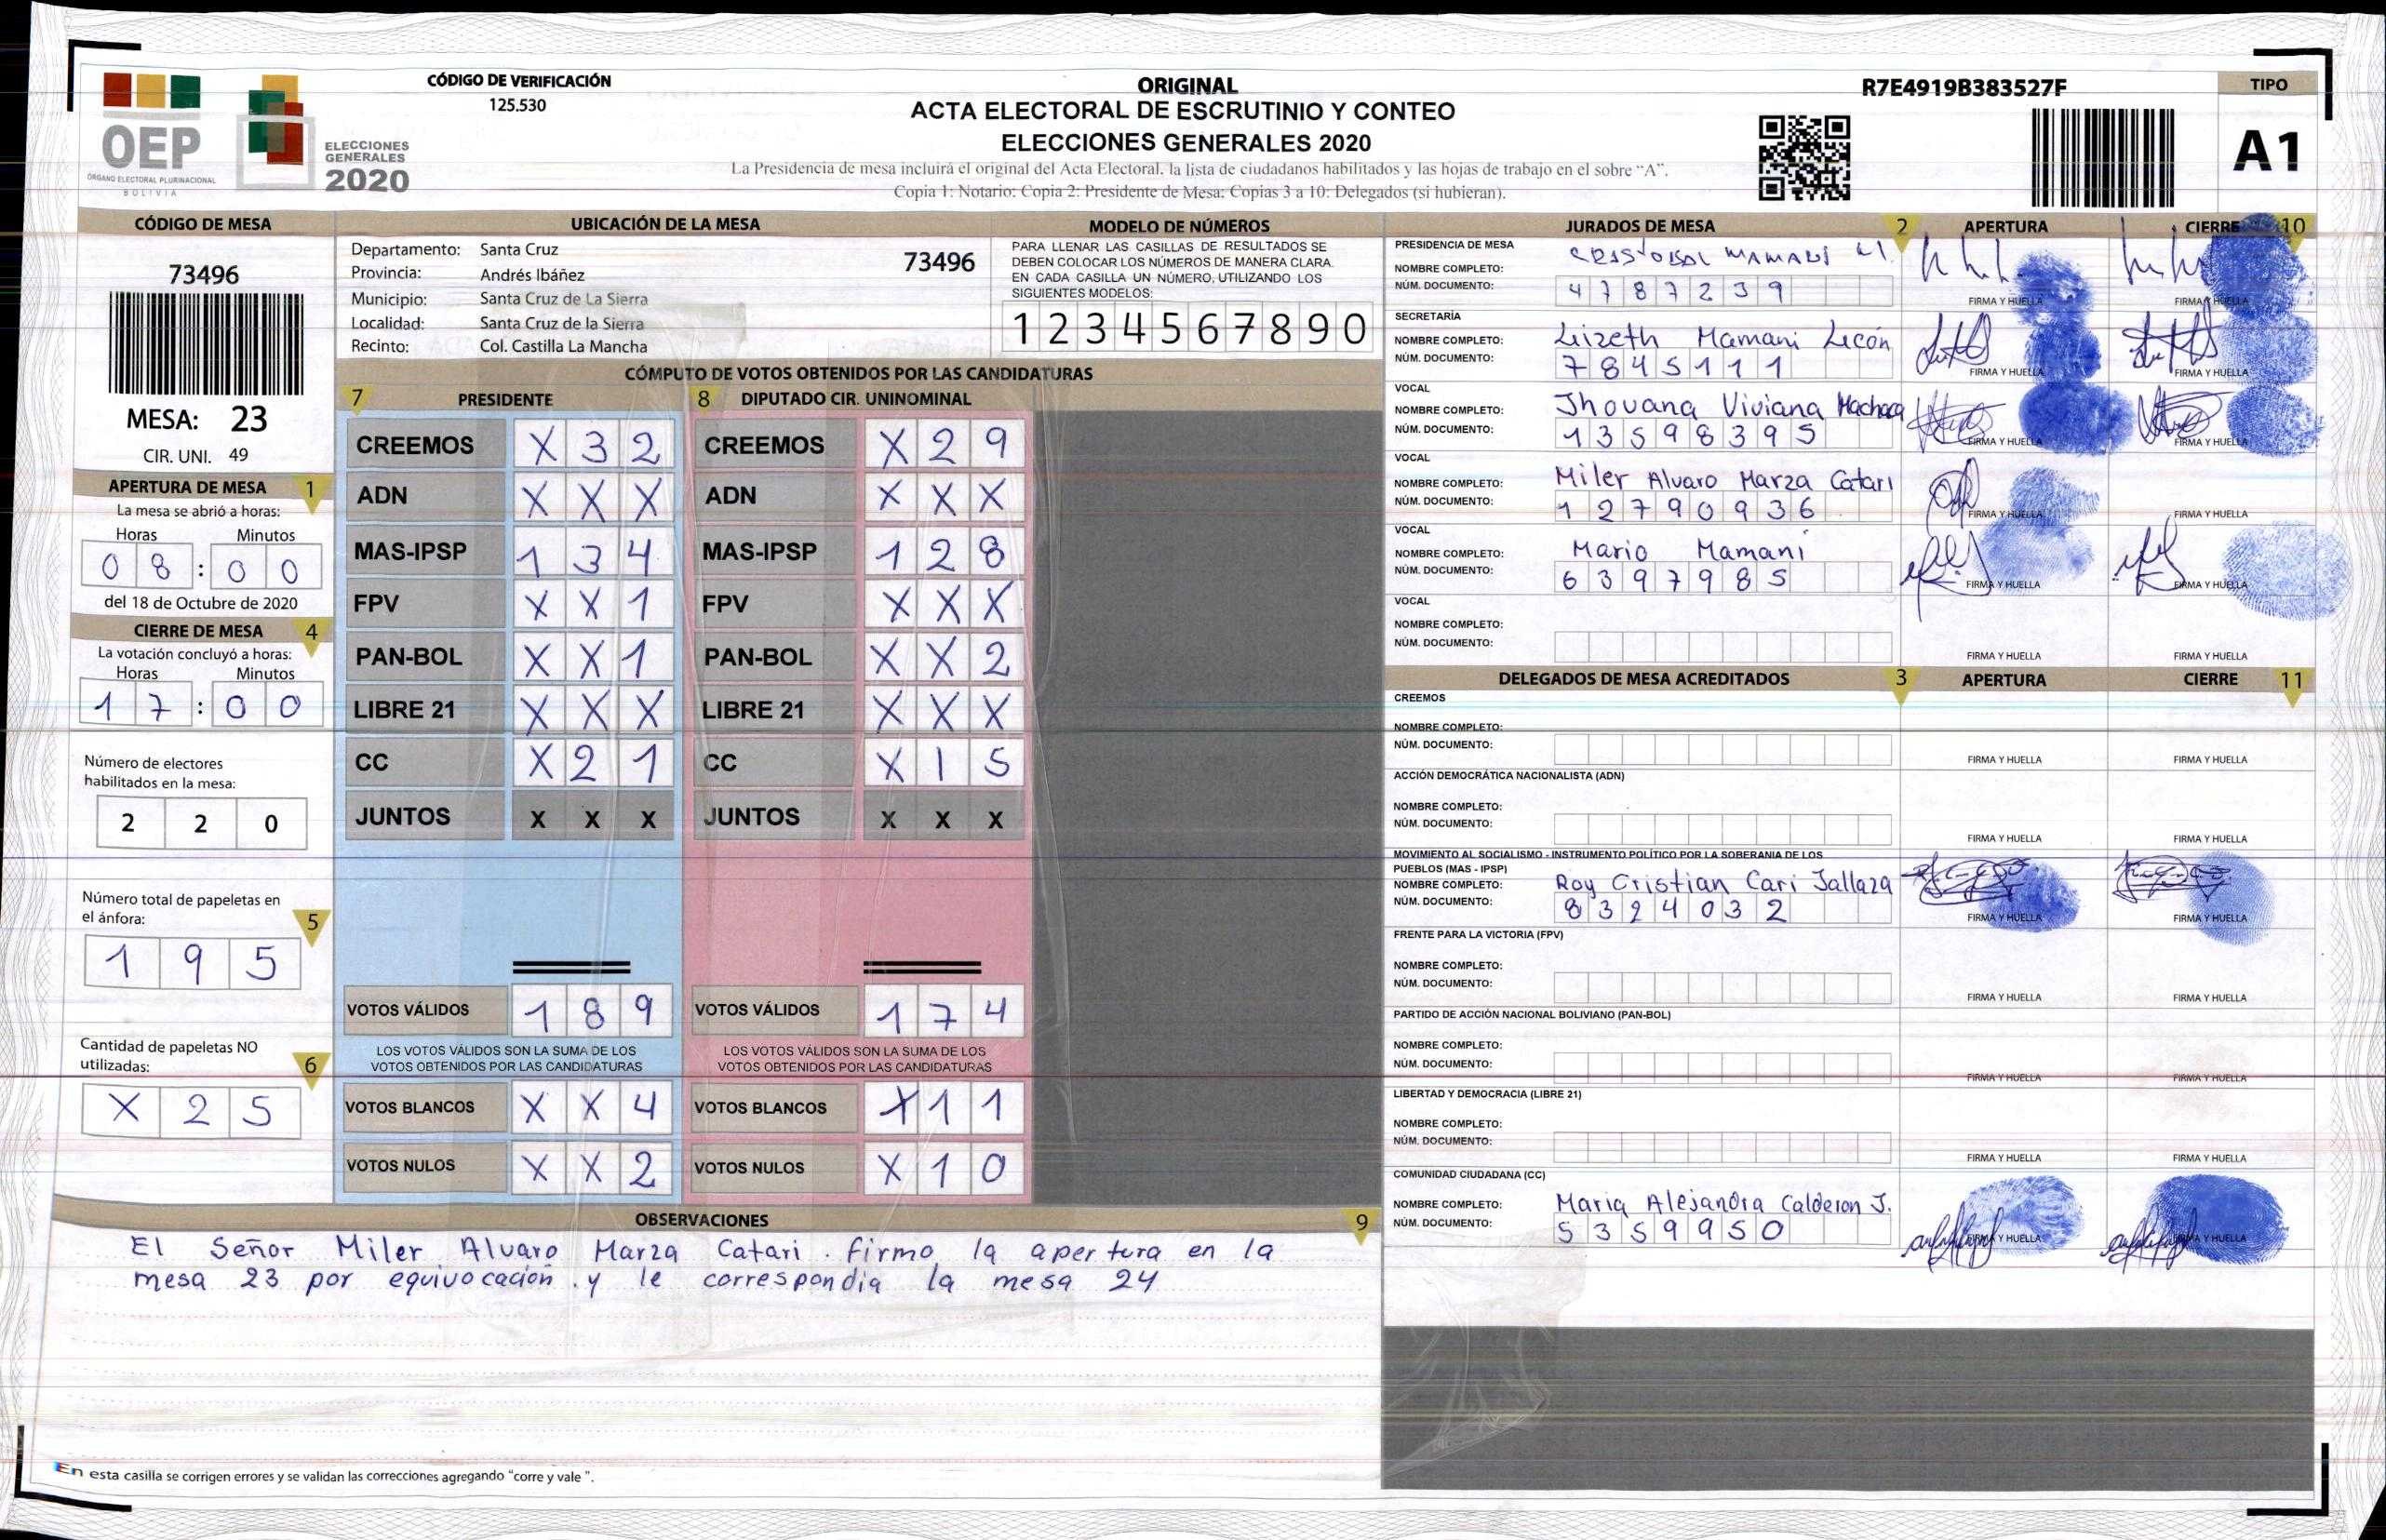 CÓDIGO DE VERIFICACIÓN
125.530
OEP
ÓRGANO ELECTORAL PLURINACIONAL
BOLIVIA
ELECCIONES
GENERALES
2020
ORIGINAL
ACTA ELECTORAL DE ESCRUTINIO Y CONTEO
ELECCIONES GENERALES 2020
La Presidencia de mesa incluirá el original del Acta Electoral. la lista de ciudadanos habilitados y las hojas de trabajo en el sobre "A".
Copia 1: Notario: Copia 2: Presidente de Mesa: Copias 3 a 10: Delegados (si hubieran).
R7E4919B383527F
TIPO
A1
CÓDIGO DE MESA
73496
MESA: 23
CIR. UNI. 49
APERTURA DE MESA 1
La mesa se abrió a horas:
Horas Minutos
0 8 : 0 0
del 18 de Octubre de 2020
CIERRE DE MESA 4
La votación concluyó a horas:
Horas Minutos
1 7 : 0 0
Número de electores
habilitados en la mesa:
2 2 0
Número total de papeletas en
el ánfora: 5
1 9 5
Cantidad de papeletas NO
utilizadas: 6
X 2 5
UBICACIÓN DE LA MESA
Departamento: Santa Cruz
Provincia: Andrés Ibáñez
Municipio: Santa Cruz de La Sierra
Localidad: Santa Cruz de la Sierra
Recinto: Col. Castilla La Mancha
73496
MODELO DE NÚMEROS
PARA LLENAR LAS CASILLAS DE RESULTADOS SE
DEBEN COLOCAR LOS NÚMEROS DE MANERA CLARA
EN CADA CASILLA UN NÚMERO, UTILIZANDO LOS
SIGUIENTES MODELOS:
1 2 3 4 5 6 7 8 9 0
CÓMPUTO DE VOTOS OBTENIDOS POR LAS CANDIDATURAS
7 PRESIDENTE 8 DIPUTADO CIR. UNINOMINAL
CREEMOS X 3 2 CREEMOS X 2 9
ADN X X X ADN X X X
MAS-IPSP 1 3 4 MAS-IPSP 1 2 8
FPV X X 1 FPV X X X
PAN-BOL X X 1 PAN-BOL X X 2
LIBRE 21 X X X LIBRE 21 X X X
CC X 2 1 CC X 1 5
JUNTOS X X X JUNTOS X X X
VOTOS VÁLIDOS 1 8 9 VOTOS VÁLIDOS 1 7 4
LOS VOTOS VÁLIDOS SON LA SUMA DE LOS LOS VOTOS VÁLIDOS SON LA SUMA DE LOS
VOTOS OBTENIDOS POR LAS CANDIDATURAS VOTOS OBTENIDOS POR LAS CANDIDATURAS
VOTOS BLANCOS X X 4 VOTOS BLANCOS X 1 1
VOTOS NULOS X X 2 VOTOS NULOS X 1 0
OBSERVACIONES 9
El Señor Miler Alvaro Marza Catari. firmo la apertura en la
mesa 23 por equivocación. y le correspondia la mesa 24
En esta casilla se corrigen errores y se validan las correcciones agregando "corre y vale ".
JURADOS DE MESA 2 APERTURA CIERRE 10
PRESIDENCIA DE MESA
NOMBRE COMPLETO: CRISTOBAL MAMANI
NÚM. DOCUMENTO: 4 7 8 7 2 3 9
FIRMA Y HUELLA FIRMA Y HUELLA
SECRETARÍA
NOMBRE COMPLETO: Lizeth Mamani Lecón
NÚM. DOCUMENTO: 7 8 4 5 1 1 1
FIRMA Y HUELLA FIRMA Y HUELLA
VOCAL
NOMBRE COMPLETO: Jhovana Viviana Machaca
NÚM. DOCUMENTO: 1 3 5 9 8 3 9 5
FIRMA Y HUELLA FIRMA Y HUELLA
VOCAL
NOMBRE COMPLETO: Miler Alvaro Marza Catari
NÚM. DOCUMENTO: 1 2 7 9 0 9 3 6
FIRMA Y HUELLA FIRMA Y HUELLA
VOCAL
NOMBRE COMPLETO: Mario Mamani
NÚM. DOCUMENTO: 6 3 9 7 9 8 5
FIRMA Y HUELLA FIRMA Y HUELLA
VOCAL
NOMBRE COMPLETO:
NÚM. DOCUMENTO:
FIRMA Y HUELLA FIRMA Y HUELLA
DELEGADOS DE MESA ACREDITADOS 3 APERTURA CIERRE 11
CREEMOS
NOMBRE COMPLETO:
NÚM. DOCUMENTO:
FIRMA Y HUELLA FIRMA Y HUELLA
ACCIÓN DEMOCRÁTICA NACIONALISTA (ADN)
NOMBRE COMPLETO:
NÚM. DOCUMENTO:
FIRMA Y HUELLA FIRMA Y HUELLA
MOVIMIENTO AL SOCIALISMO - INSTRUMENTO POLÍTICO POR LA SOBERANIA DE LOS
PUEBLOS (MAS - IPSP)
NOMBRE COMPLETO: Roy Cristian Cari Jallaza
NÚM. DOCUMENTO: 8 3 2 4 0 3 2
FIRMA Y HUELLA FIRMA Y HUELLA
FRENTE PARA LA VICTORIA (FPV)
NOMBRE COMPLETO:
NÚM. DOCUMENTO:
FIRMA Y HUELLA FIRMA Y HUELLA
PARTIDO DE ACCIÓN NACIONAL BOLIVIANO (PAN-BOL)
NOMBRE COMPLETO:
NÚM. DOCUMENTO:
FIRMA Y HUELLA FIRMA Y HUELLA
LIBERTAD Y DEMOCRACIA (LIBRE 21)
NOMBRE COMPLETO:
NÚM. DOCUMENTO:
FIRMA Y HUELLA FIRMA Y HUELLA
COMUNIDAD CIUDADANA (CC)
NOMBRE COMPLETO: Maria Alejandra Calderon J.
NÚM. DOCUMENTO: 5 3 5 9 9 5 0
FIRMA Y HUELLA FIRMA Y HUELLA